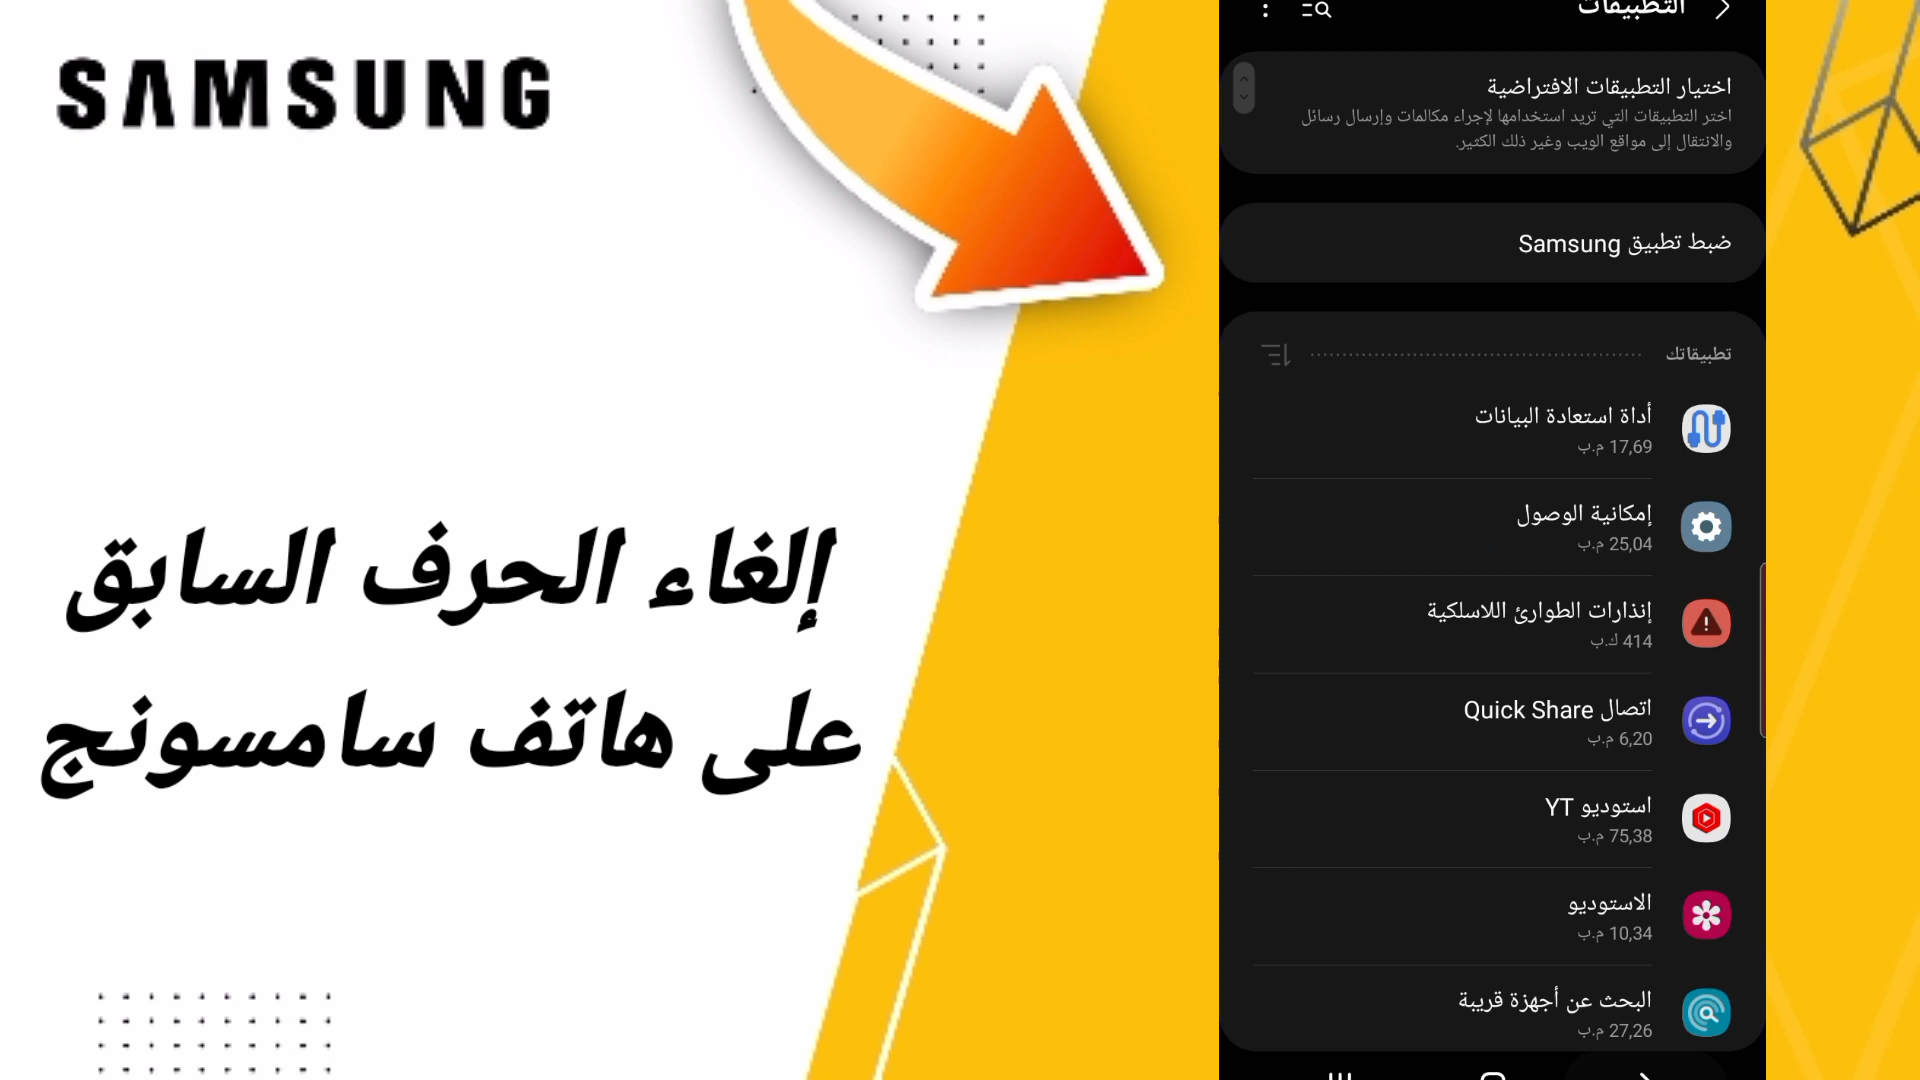 SAMSUNG
إلغاء الحرف السابق
على هاتف سامسونج
التطبيقات
اختيار التطبيقات الافتراضية
اختر التطبيقات التي تريد استخدامها لإجراء مكالمات وإرسال رسائل
والانتقال إلى مواقع الويب وغير ذلك الكثير.
ضبط تطبيق Samsung
تطبيقاتك
أداة استعادة البيانات
17,69 م.ب
إمكانية الوصول
25,04 م.ب
إنذارات الطوارئ اللاسلكية
414 ك.ب
اتصال Quick Share
6,20 م.ب
استوديو YT
75,38 م.ب
الاستوديو
10,34 م.ب
البحث عن أجهزة قريبة
27,26 م.ب